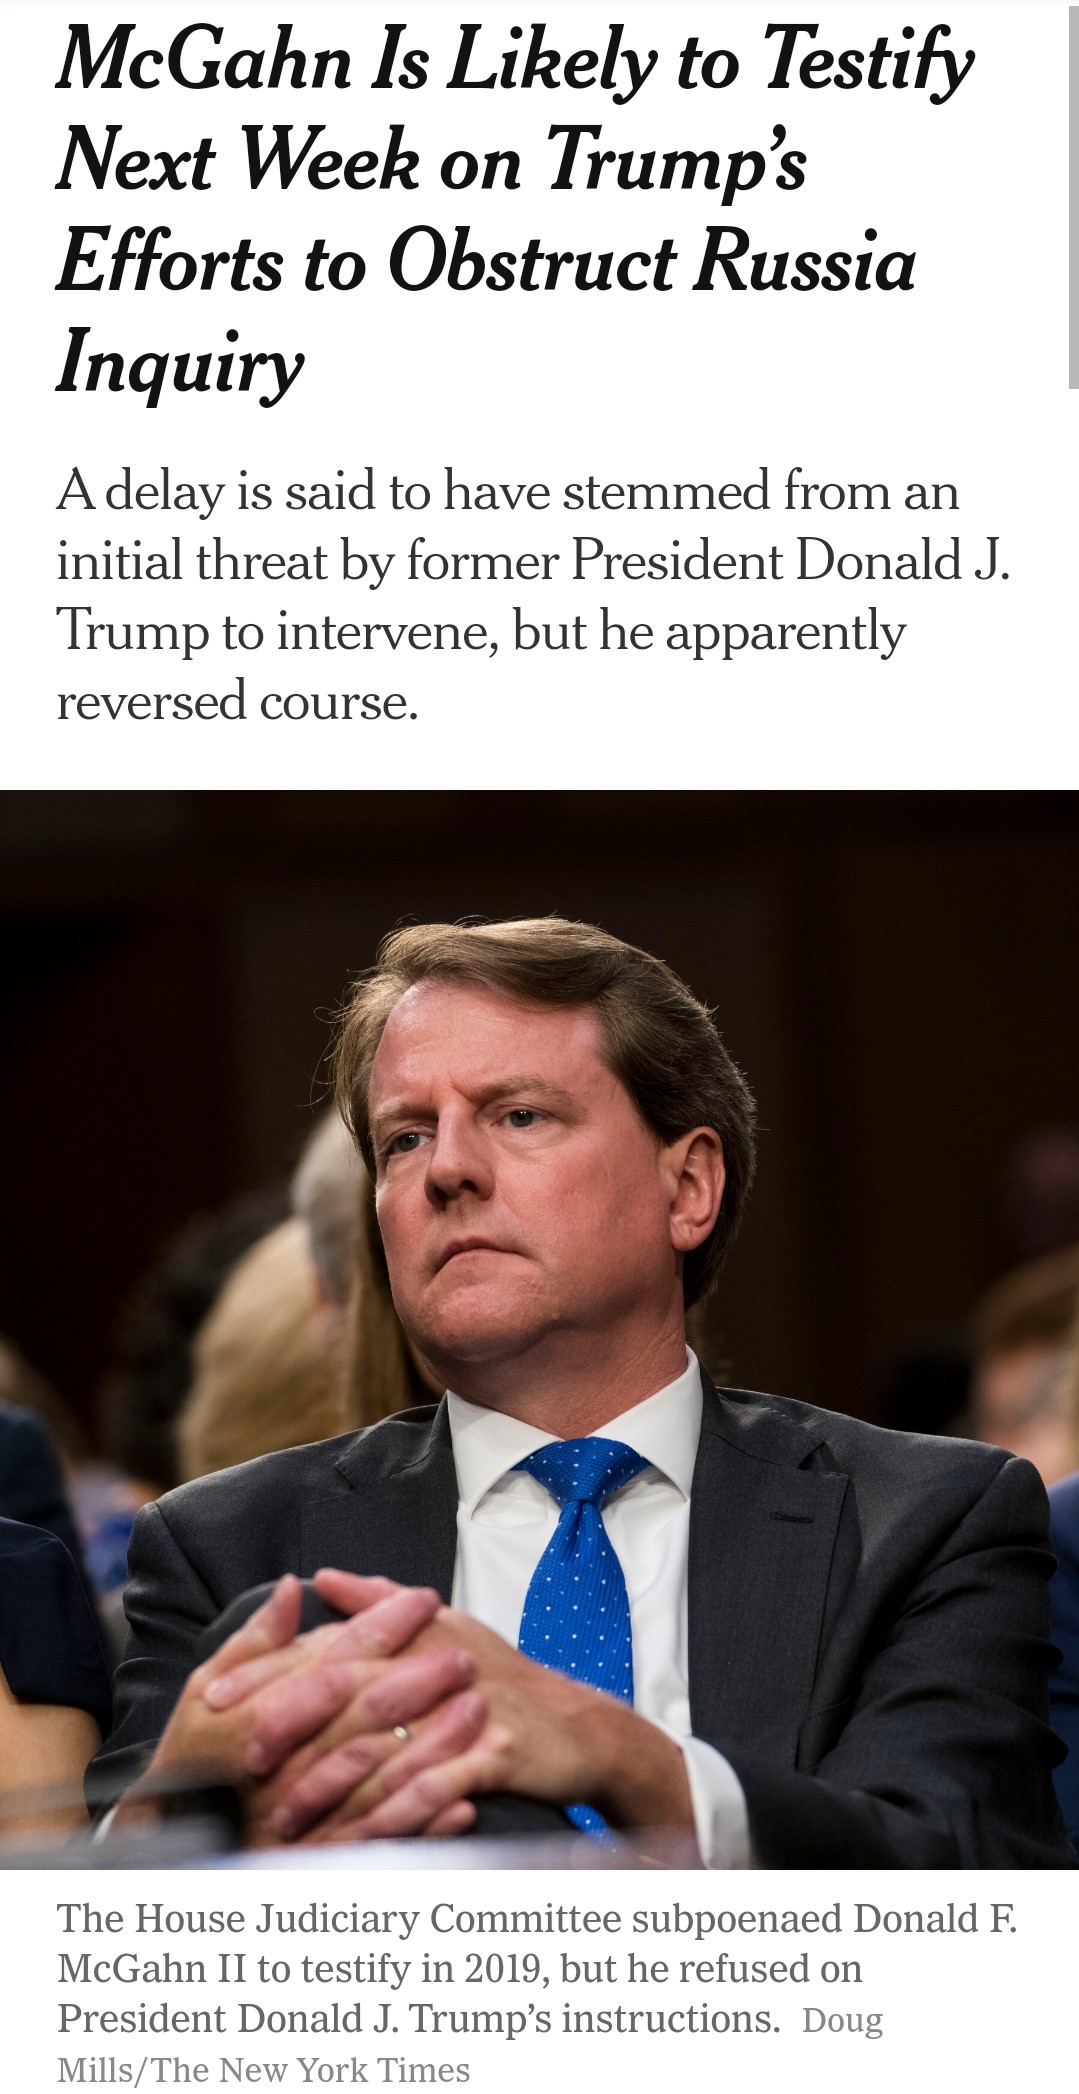 McGahn Is Likely to Testify
Next Week on Trump’s
Efforts to Obstruct Russia
Inquiry
A delay is said to have stemmed from an
initial threat by former President Donald J.
Trump to intervene, but he apparently
reversed course.
The House Judiciary Committee subpoenaed Donald F.
McGahn II to testify in 2019, but he refused on
President Donald J. Trump’s instructions. Doug
Mills/The New York Times